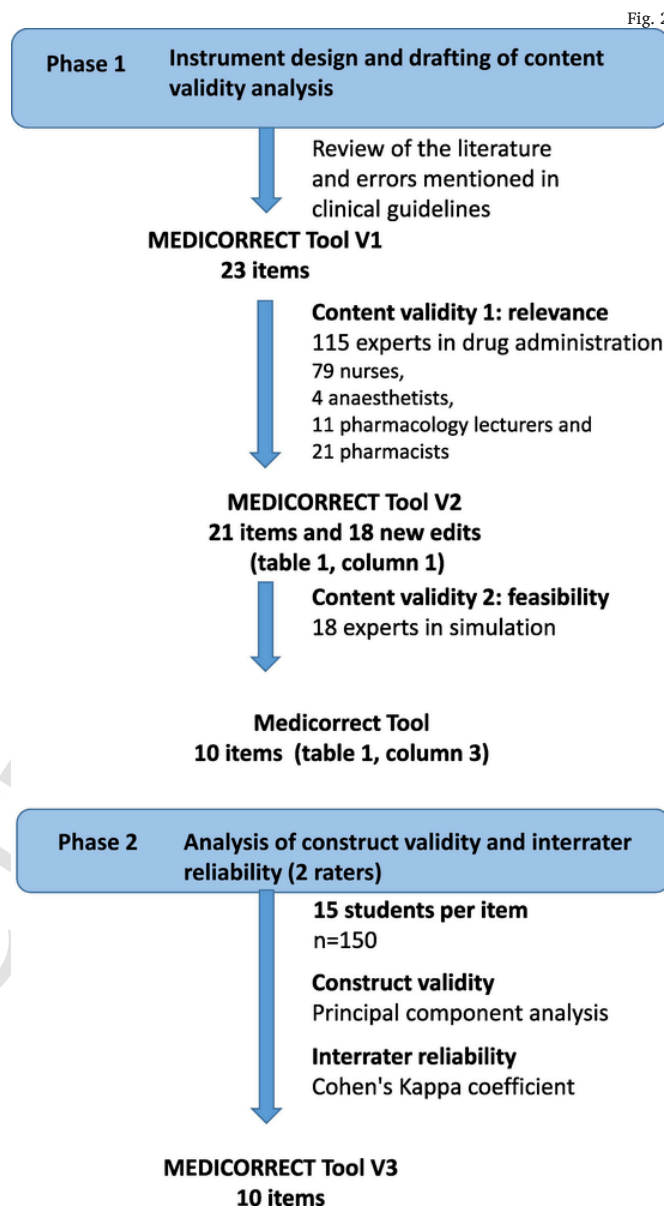 Fig. 2
Phase 1
Instrument design and drafting of content
validity analysis
Review of the literature
and errors mentioned in
clinical guidelines
MEDICORRECT Tool V1
23 items
Content validity 1: relevance
115 experts in drug administration
79 nurses,
4 anaesthetists,
11 pharmacology lecturers and
21 pharmacists
MEDICORRECT Tool V2
21 items and 18 new edits
(table 1, column 1)
Content validity 2: feasibility
18 experts in simulation
Medicorrect Tool
10 items (table 1, column 3)
Phase 2
Analysis of construct validity and interrater
reliability (2 raters)
15 students per item
n=150
Construct validity
Principal component analysis
Interrater reliability
Cohen's Kappa coefficient
MEDICORRECT Tool V3
10 items